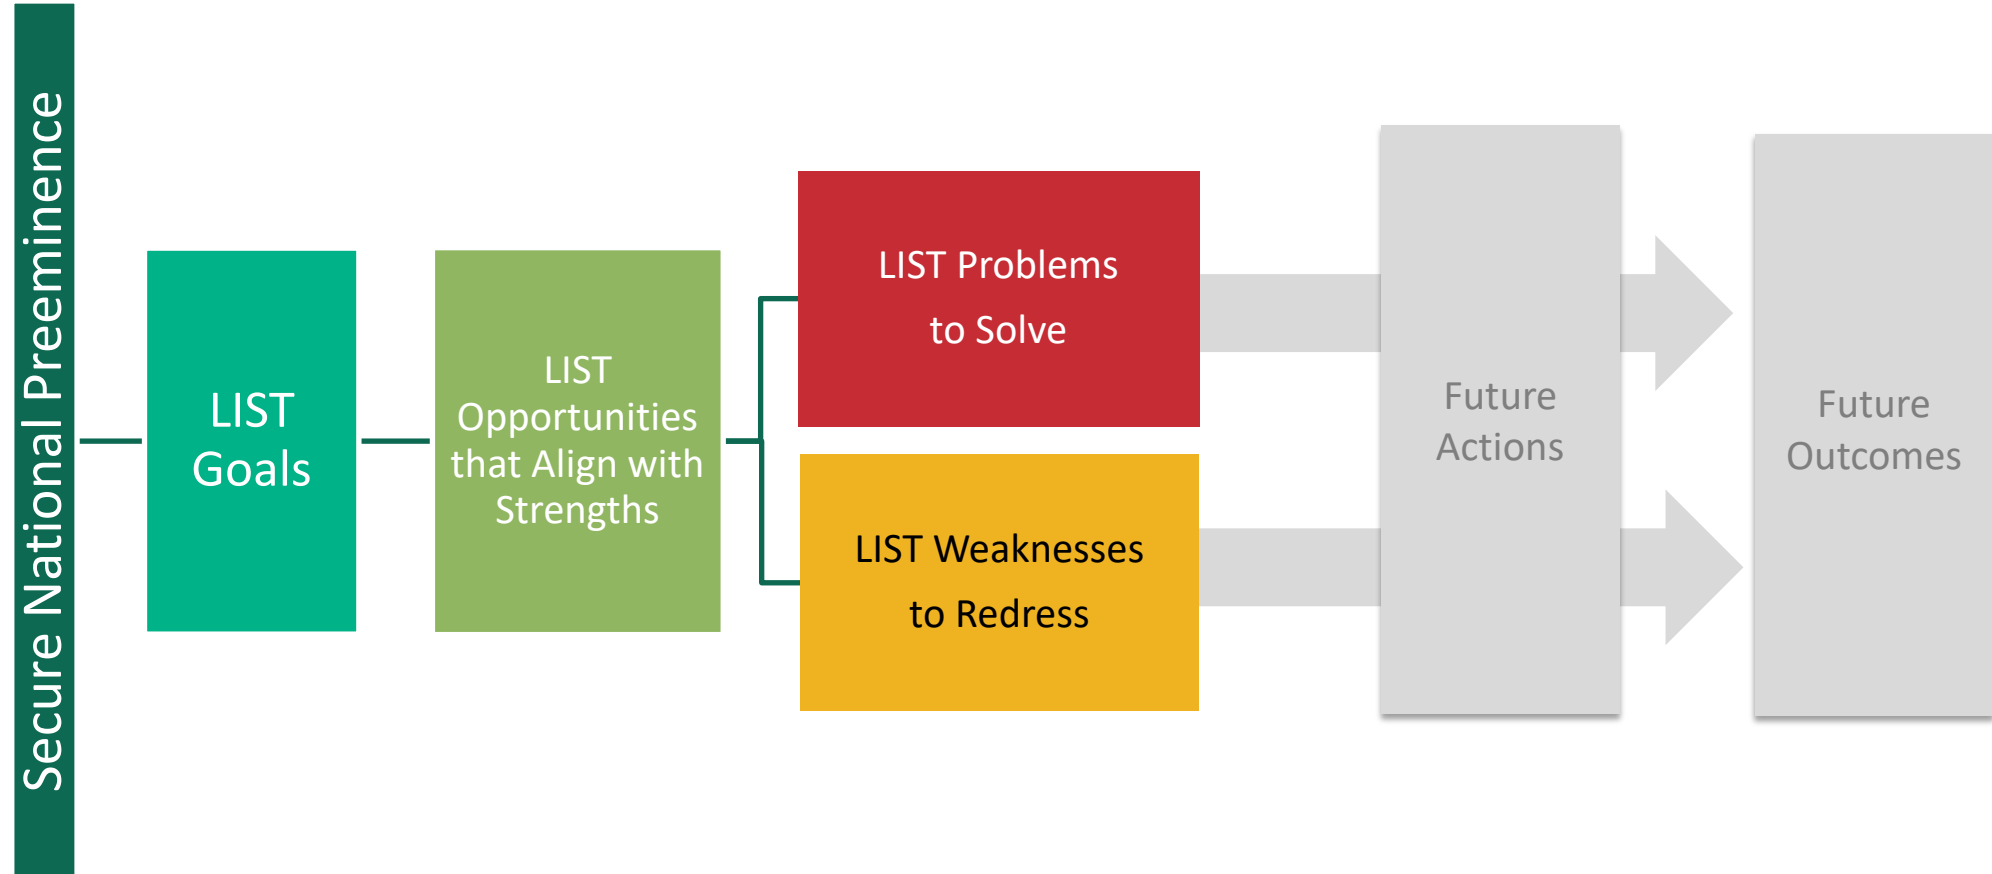 Secure National Preeminence
LIST
Goals
LIST
Opportunities
that Align with
Strengths
LIST Problems
to Solve
LIST Weaknesses
to Redress
Future
Actions
Future
Outcomes